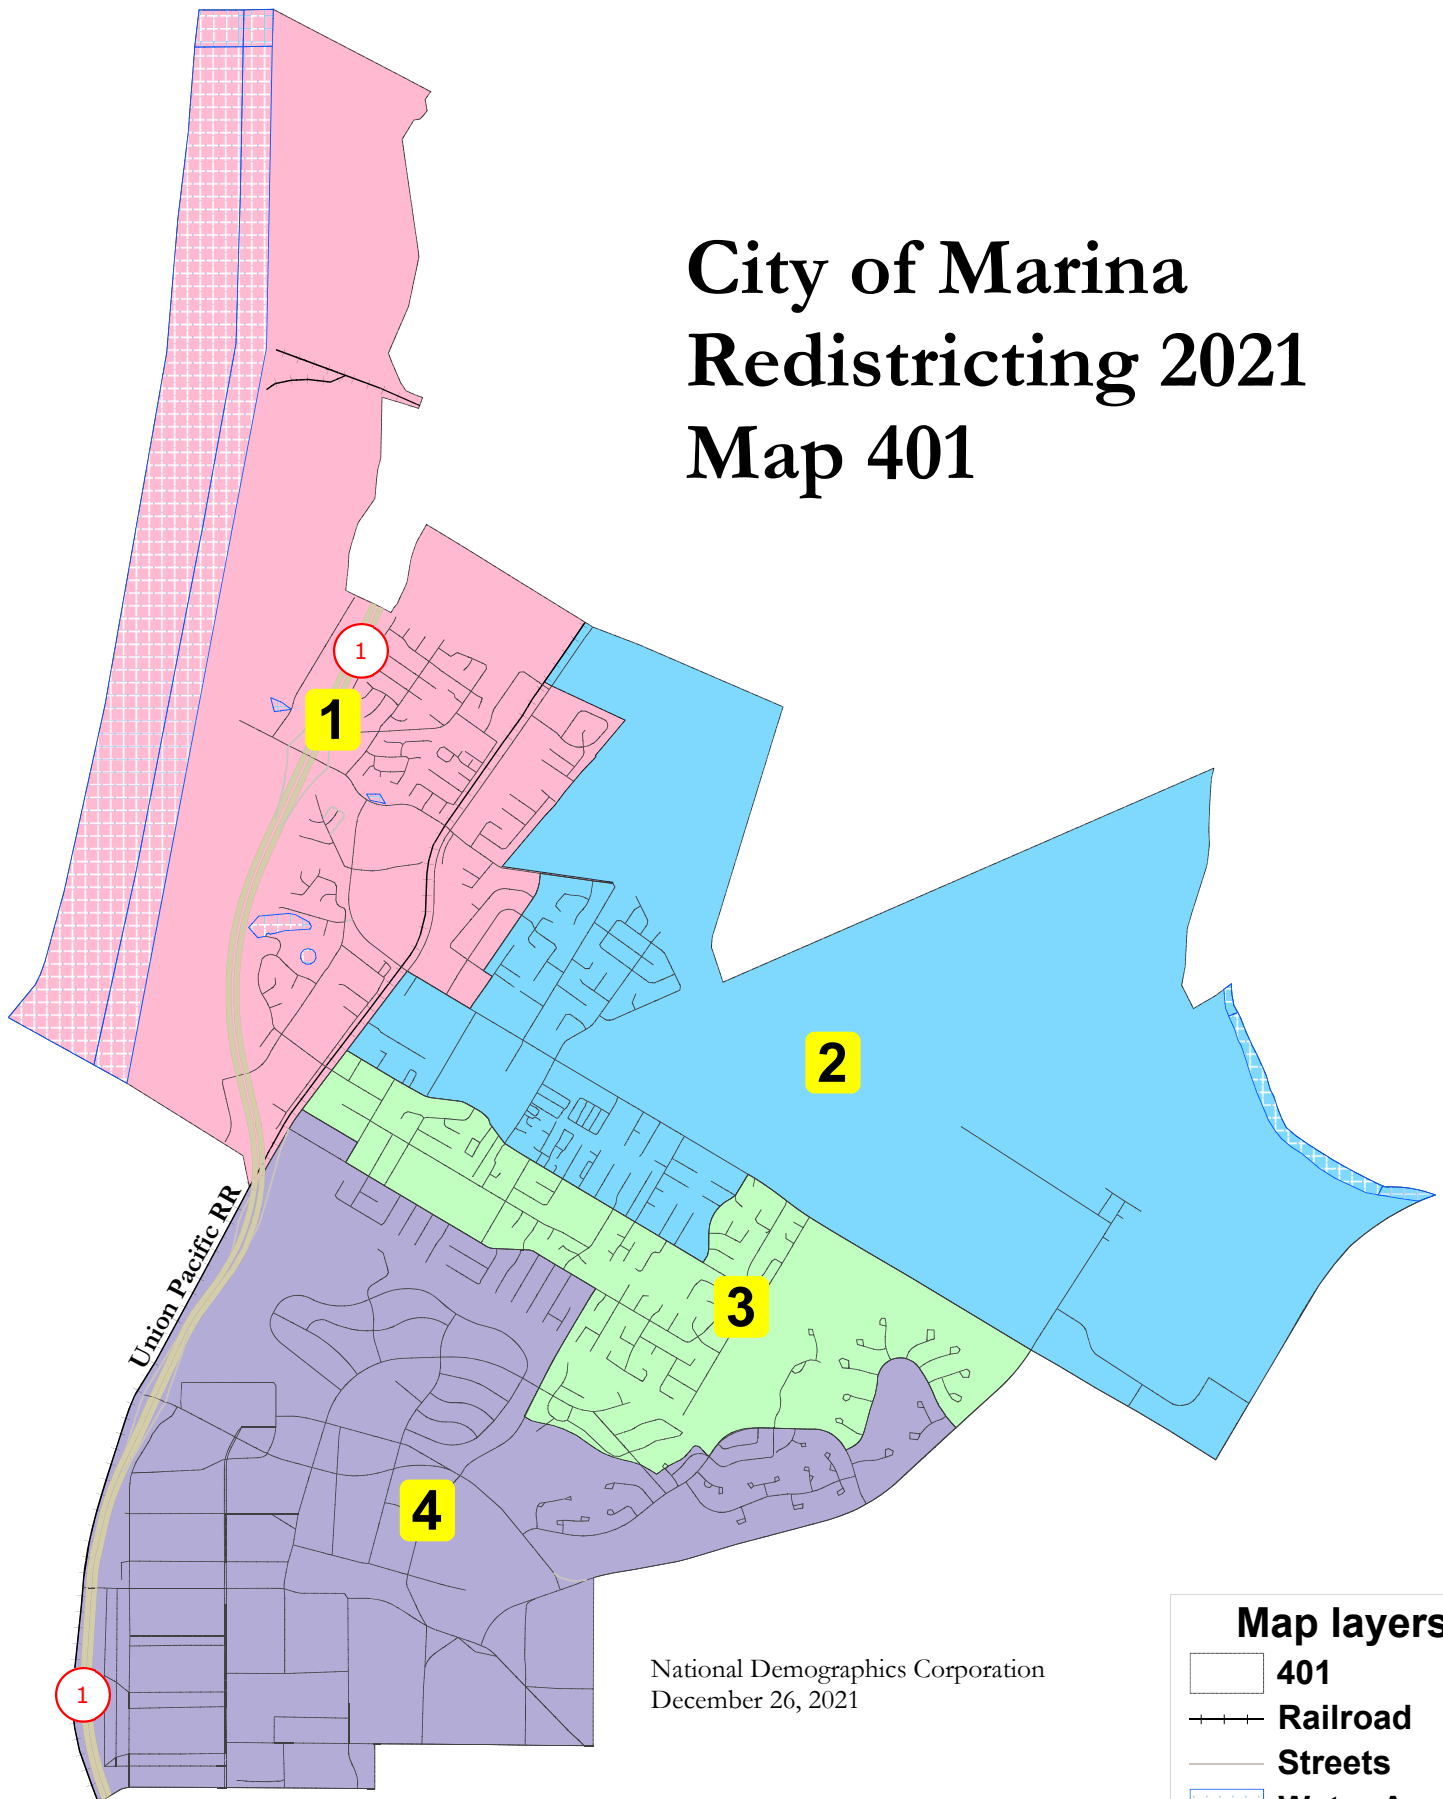 City of Marina
Redistricting 2021
Map 401
1
1
2
3
Union Pacific RR
4
National Demographics Corporation
December 26, 2021
1
Map layers
401
Railroad
Streets